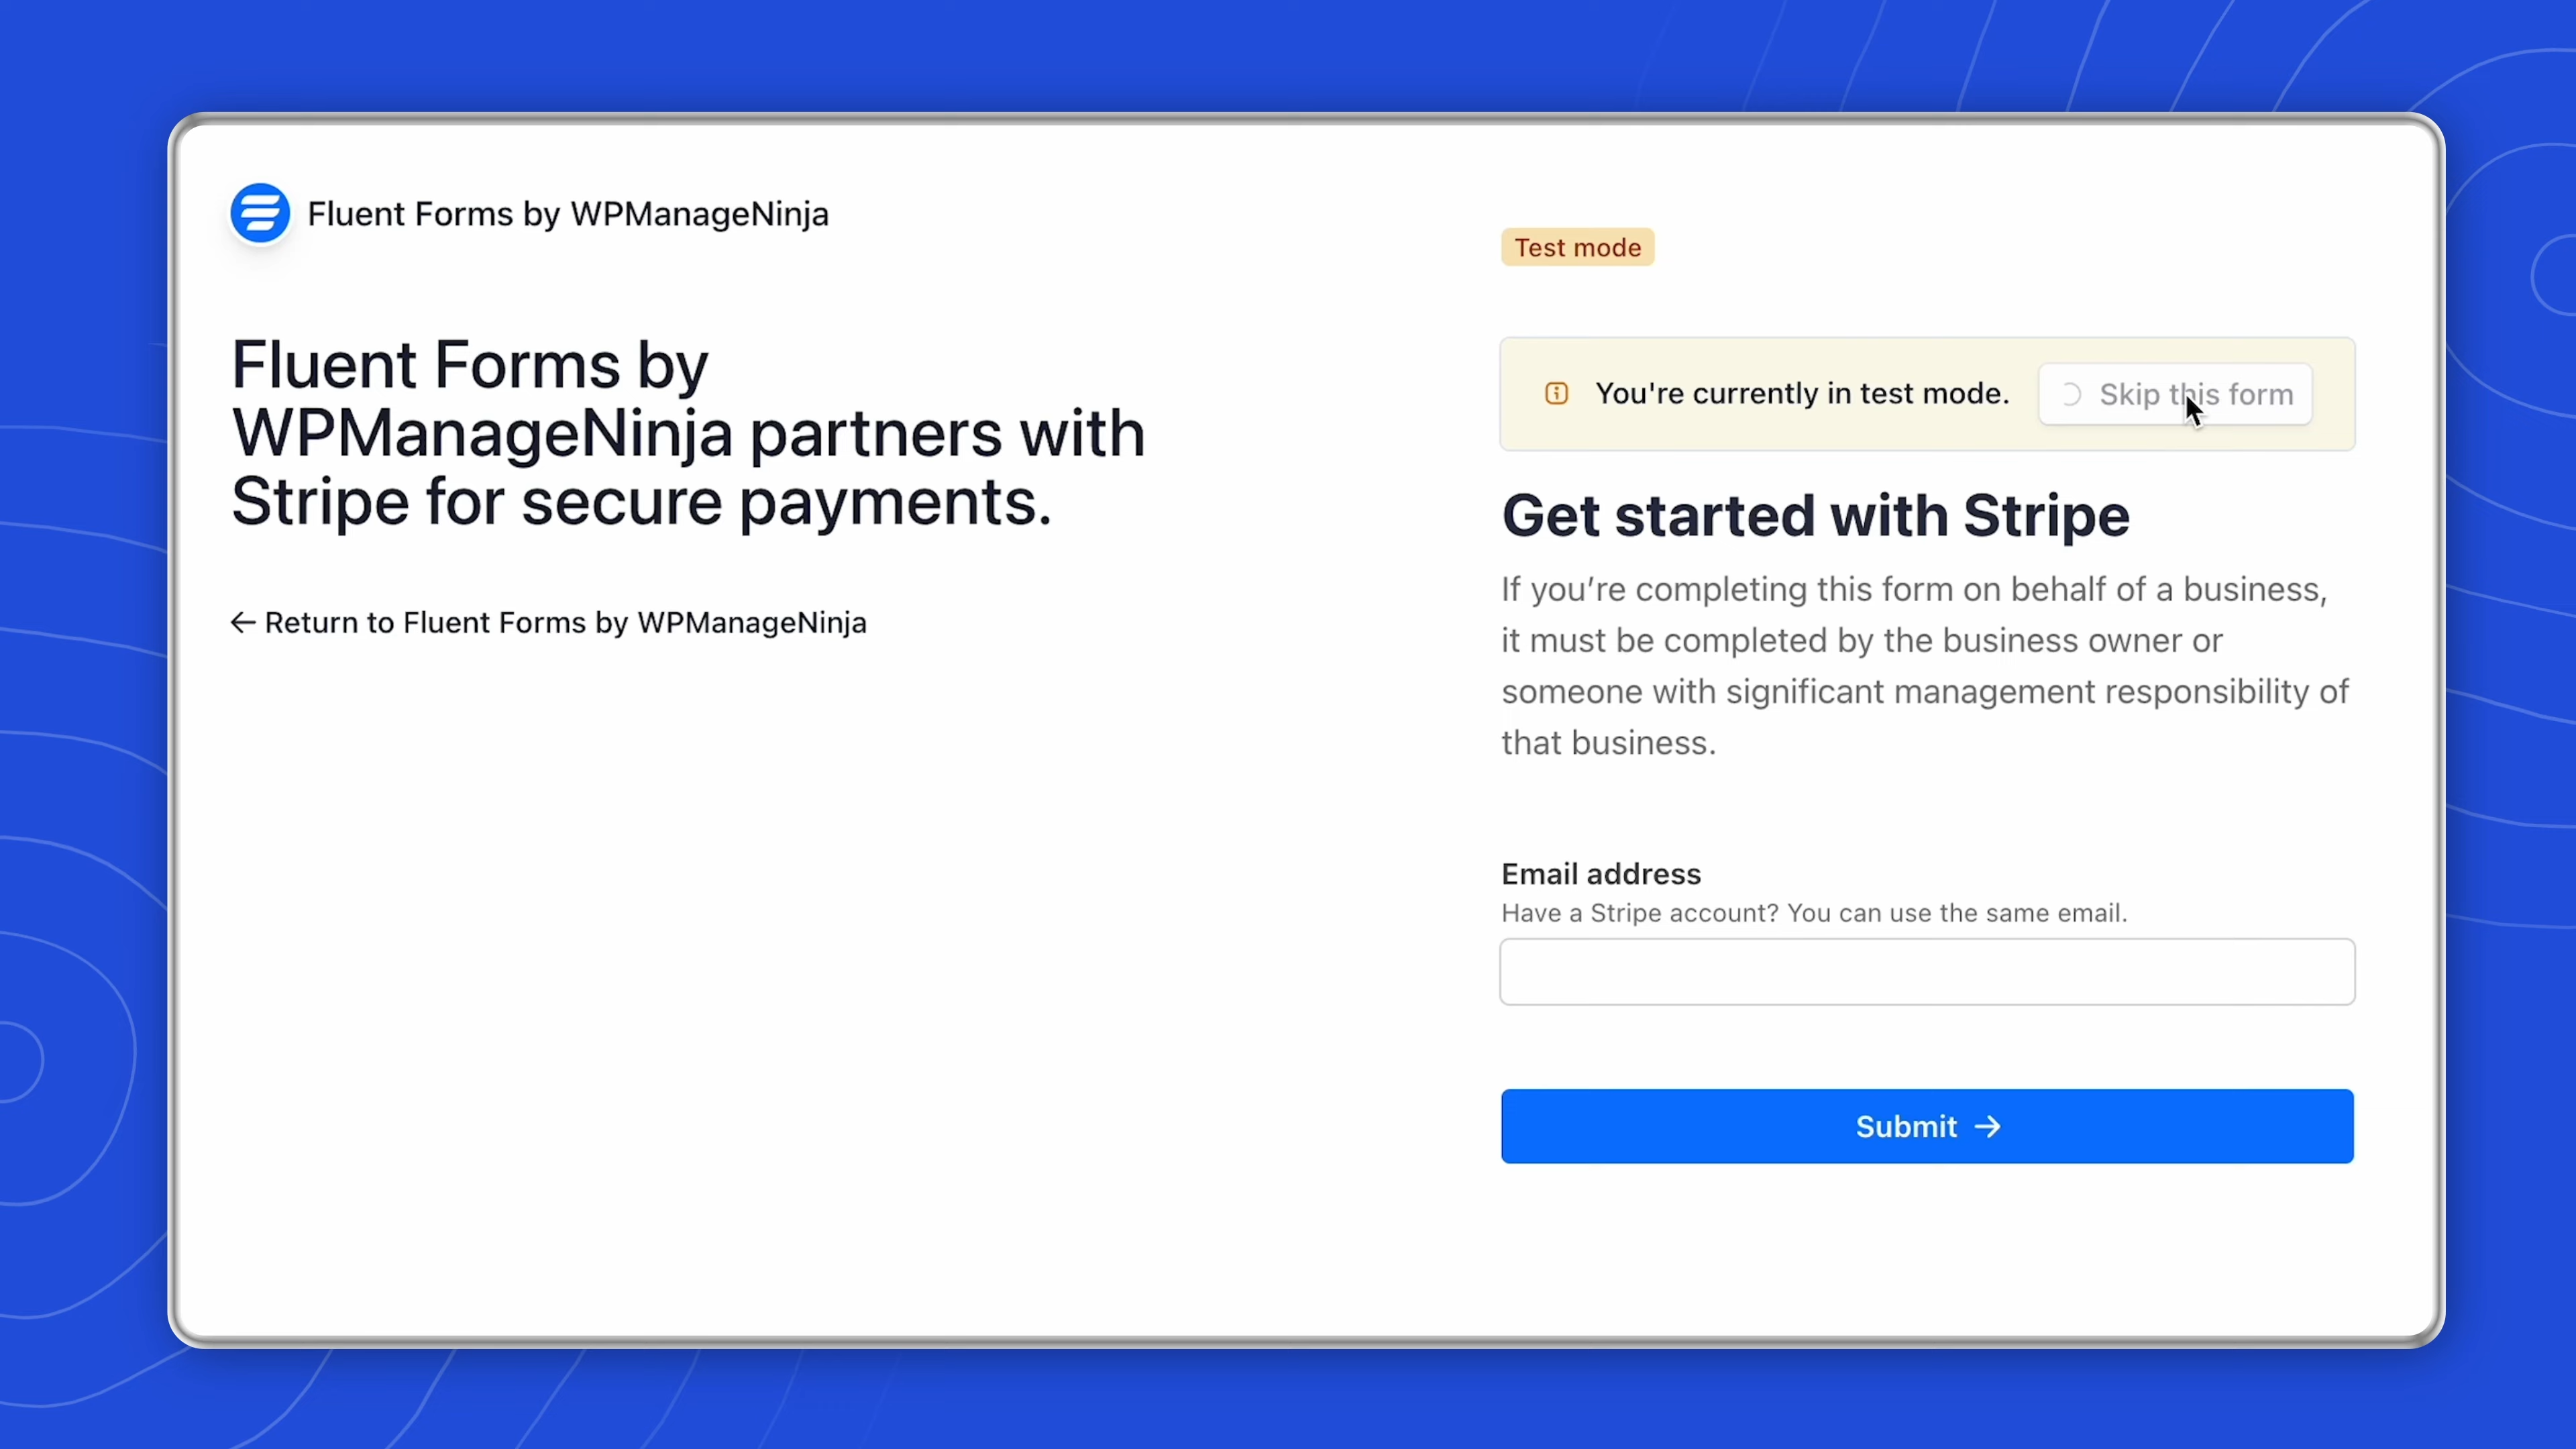 Fluent Forms by WPManageNinja
Fluent Forms by
WPManageNinja partners with
Stripe for secure payments.
← Return to Fluent Forms by WPManageNinja
Test mode
You're currently in test mode.
Skip this form
Get started with Stripe
If you’re completing this form on behalf of a business,
it must be completed by the business owner or
someone with significant management responsibility of
that business.
Email address
Have a Stripe account? You can use the same email.
Submit →